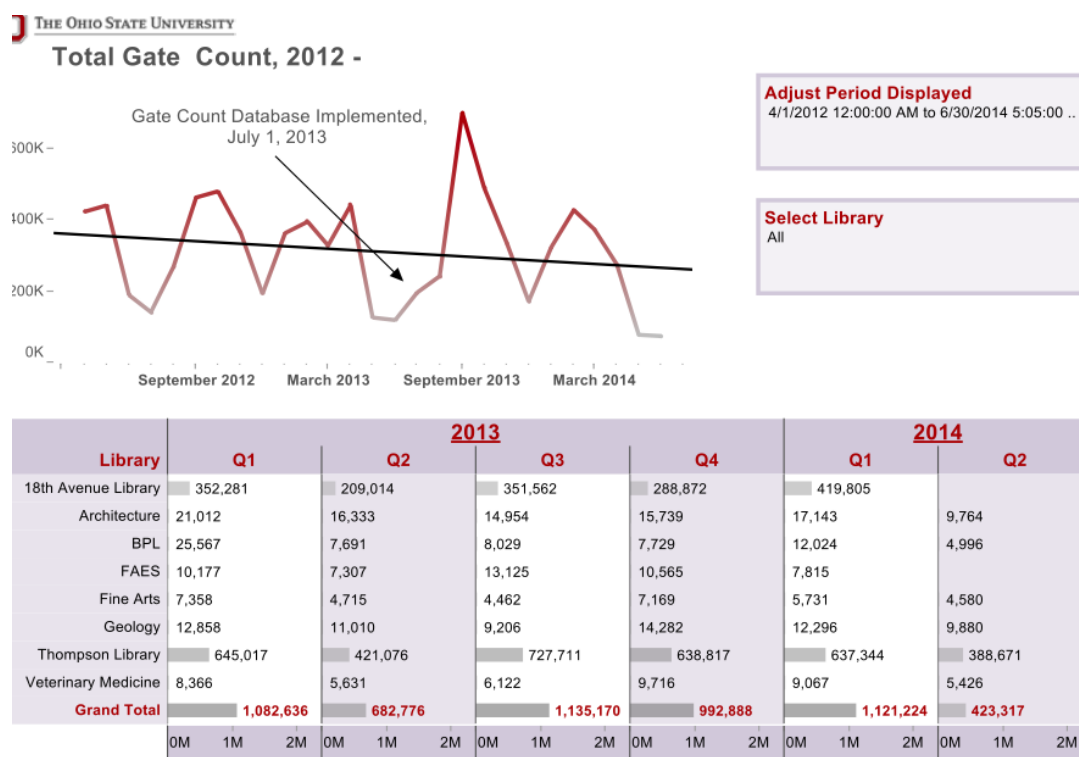 THE OHIO STATE UNIVERSITY
Total Gate Count, 2012 -
Gate Count Database Implemented,
July 1, 2013
600K
400K
200K
0K
September 2012 March 2013 September 2013 March 2014
Adjust Period Displayed
4/1/2012 12:00:00 AM to 6/30/2014 5:05:00 ..
Select Library
All
2013 2014
Library Q1 Q2 Q3 Q4 Q1 Q2
18th Avenue Library 352,281 209,014 351,562 288,872 419,805
Architecture 21,012 16,333 14,954 15,739 17,143 9,764
BPL 25,567 7,691 8,029 7,729 12,024 4,996
FAES 10,177 7,307 13,125 10,565 7,815
Fine Arts 7,358 4,715 4,462 7,169 5,731 4,580
Geology 12,858 11,010 9,206 14,282 12,296 9,880
Thompson Library 645,017 421,076 727,711 638,817 637,344 388,671
Veterinary Medicine 8,366 5,631 6,122 9,716 9,067 5,426
Grand Total 1,082,636 682,776 1,135,170 992,888 1,121,224 423,317
0M 1M 2M 0M 1M 2M 0M 1M 2M 0M 1M 2M 0M 1M 2M 0M 1M 2M